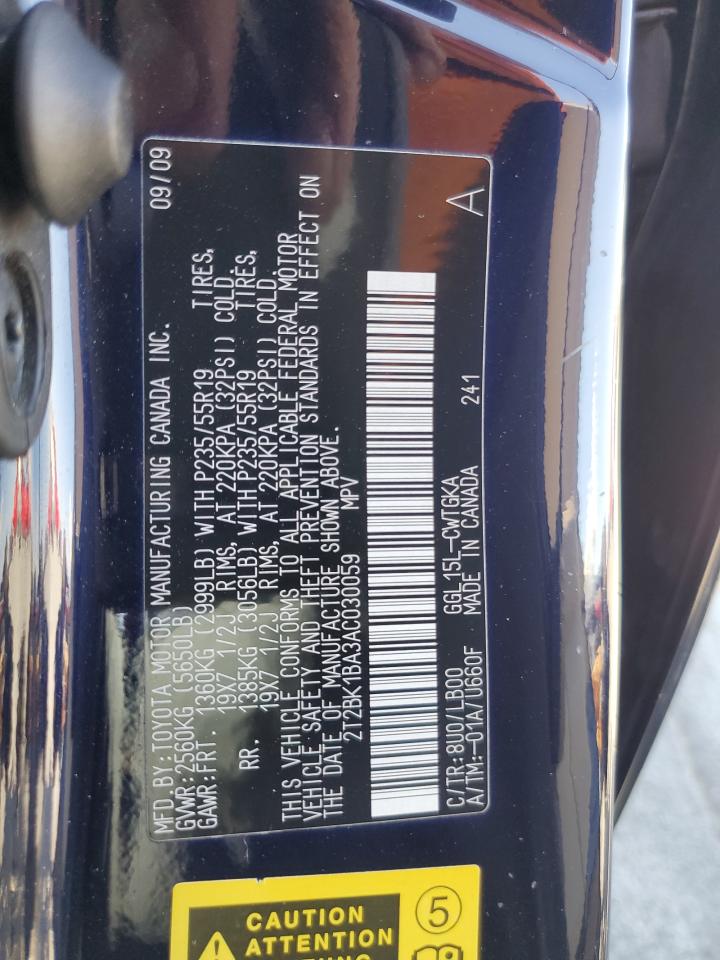 MFD.BY:TOYOTA MOTOR MANUFACTURING CANADA INC. 09/09
GVWR:2560KG (5650LB)
GAWR:FRT. 1360KG (2999LB) WITH P235/55R19 TIRES,
19X7 1/2J RIMS, AT 220KPA (32PSI) COLD.
RR. 1385KG (3056LB) WITH P235/55R19 TIRES,
19X7 1/2J RIMS, AT 220KPA (32PSI) COLD.
THIS VEHICLE CONFORMS TO ALL APPLICABLE FEDERAL MOTOR
VEHICLE SAFETY AND THEFT PREVENTION STANDARDS IN EFFECT ON
THE DATE OF MANUFACTURE SHOWN ABOVE.
2T2BK1BA3AC030059 MPV
C/TR:8U0/LB00 GGL15L-CWTGKA
A/TM:-01A/U660F MADE IN CANADA 241 A
CAUTION
ATTENTION
5